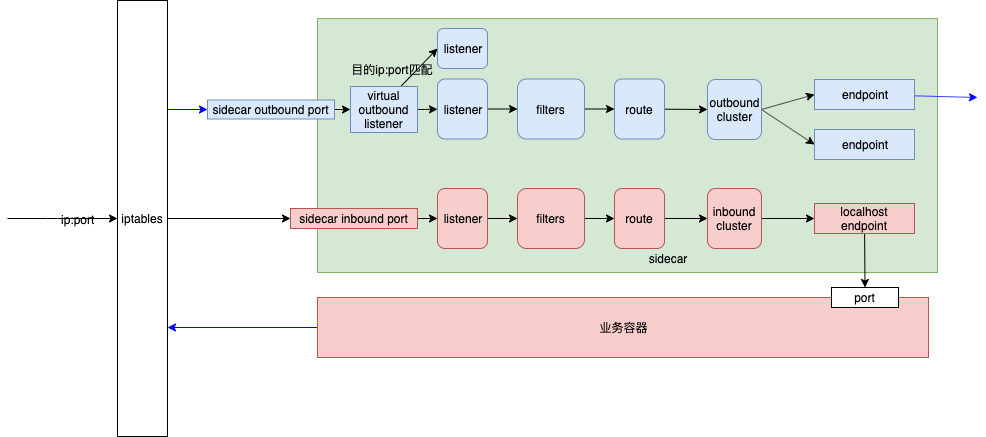 listener
目的ip:port匹配
sidecar outbound port
virtual
outbound
listener
listener
filters
route
outbound
cluster
endpoint
endpoint
ip:port
iptables
sidecar inbound port
listener
filters
route
inbound
cluster
localhost
endpoint
sidecar
port
业务容器